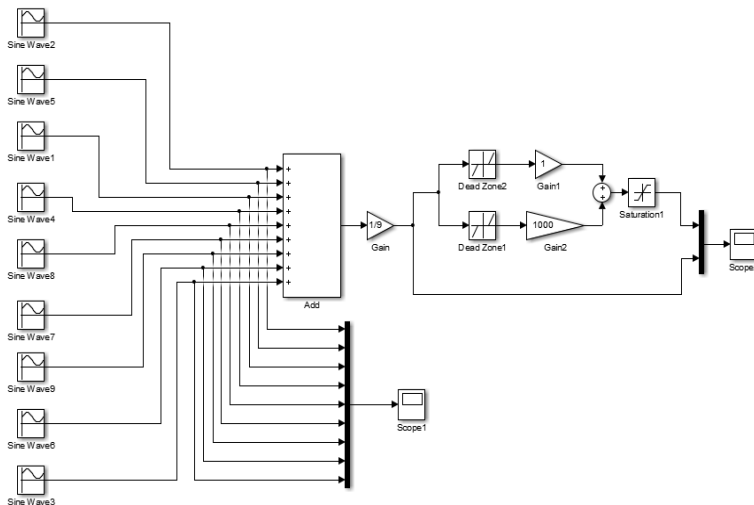 Sine Wave2
Sine Wave5
Sine Wave1
Sine Wave4
Sine Wave8
Sine Wave7
Sine Wave9
Sine Wave6
Sine Wave3
+
+
+
+
+
+
+
+
+
Add
1/9
Gain
Dead Zone2
1
Gain1
Dead Zone1
1000
Gain2
+
+
Saturation1
Scope
Scope1